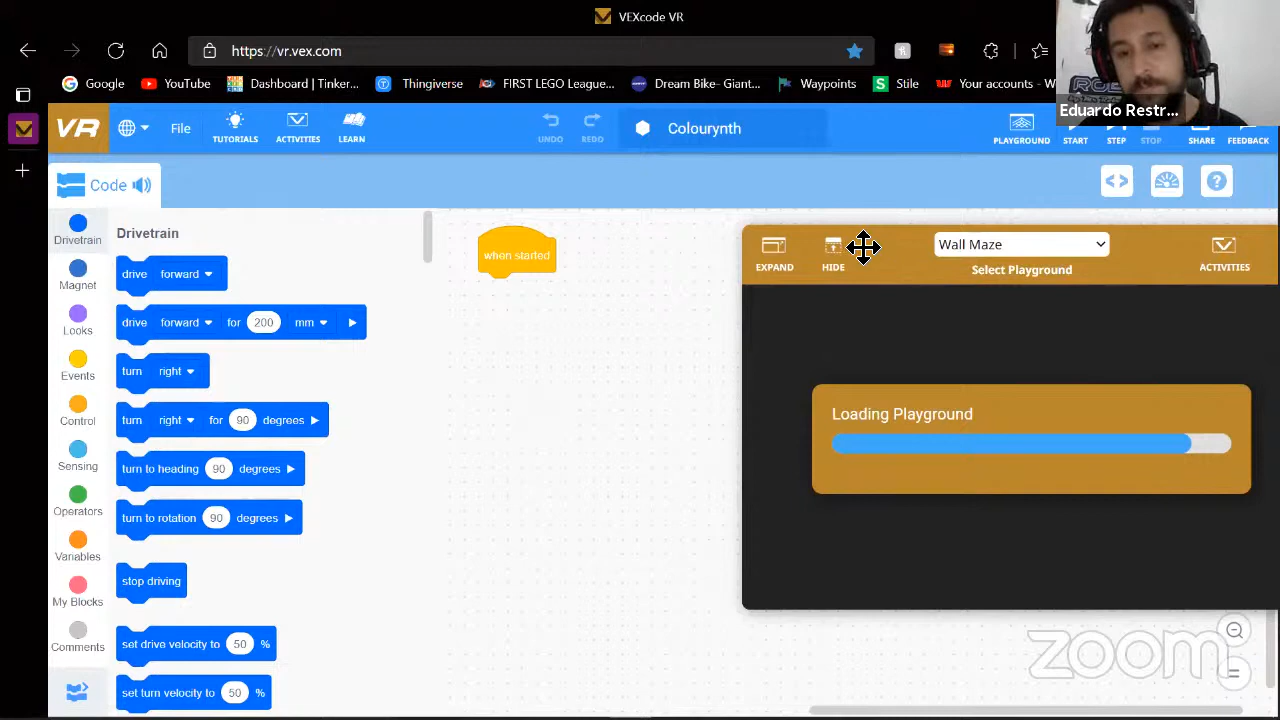 VEXcode VR
https://vr.vex.com
Google
YouTube
Dashboard | Tinker...
Thingiverse
FIRST LEGO League...
Dream Bike- Giant...
Waypoints
Stile
Your accounts - W
Eduardo Restr...
VR
File
TUTORIALS
ACTIVITIES
LEARN
UNDO
REDO
Colourynth
PLAYGROUND
START
STEP
STOP
SHARE
FEEDBACK
Code
Drivetrain
Magnet
Looks
Events
Control
Sensing
Operators
Variables
My Blocks
Comments
Drivetrain
drive forward
drive forward for 200 mm
turn right
turn right for 90 degrees
turn to heading 90 degrees
turn to rotation 90 degrees
stop driving
set drive velocity to 50 %
set turn velocity to 50 %
when started
EXPAND
HIDE
Wall Maze
Select Playground
ACTIVITIES
Loading Playground
zoom